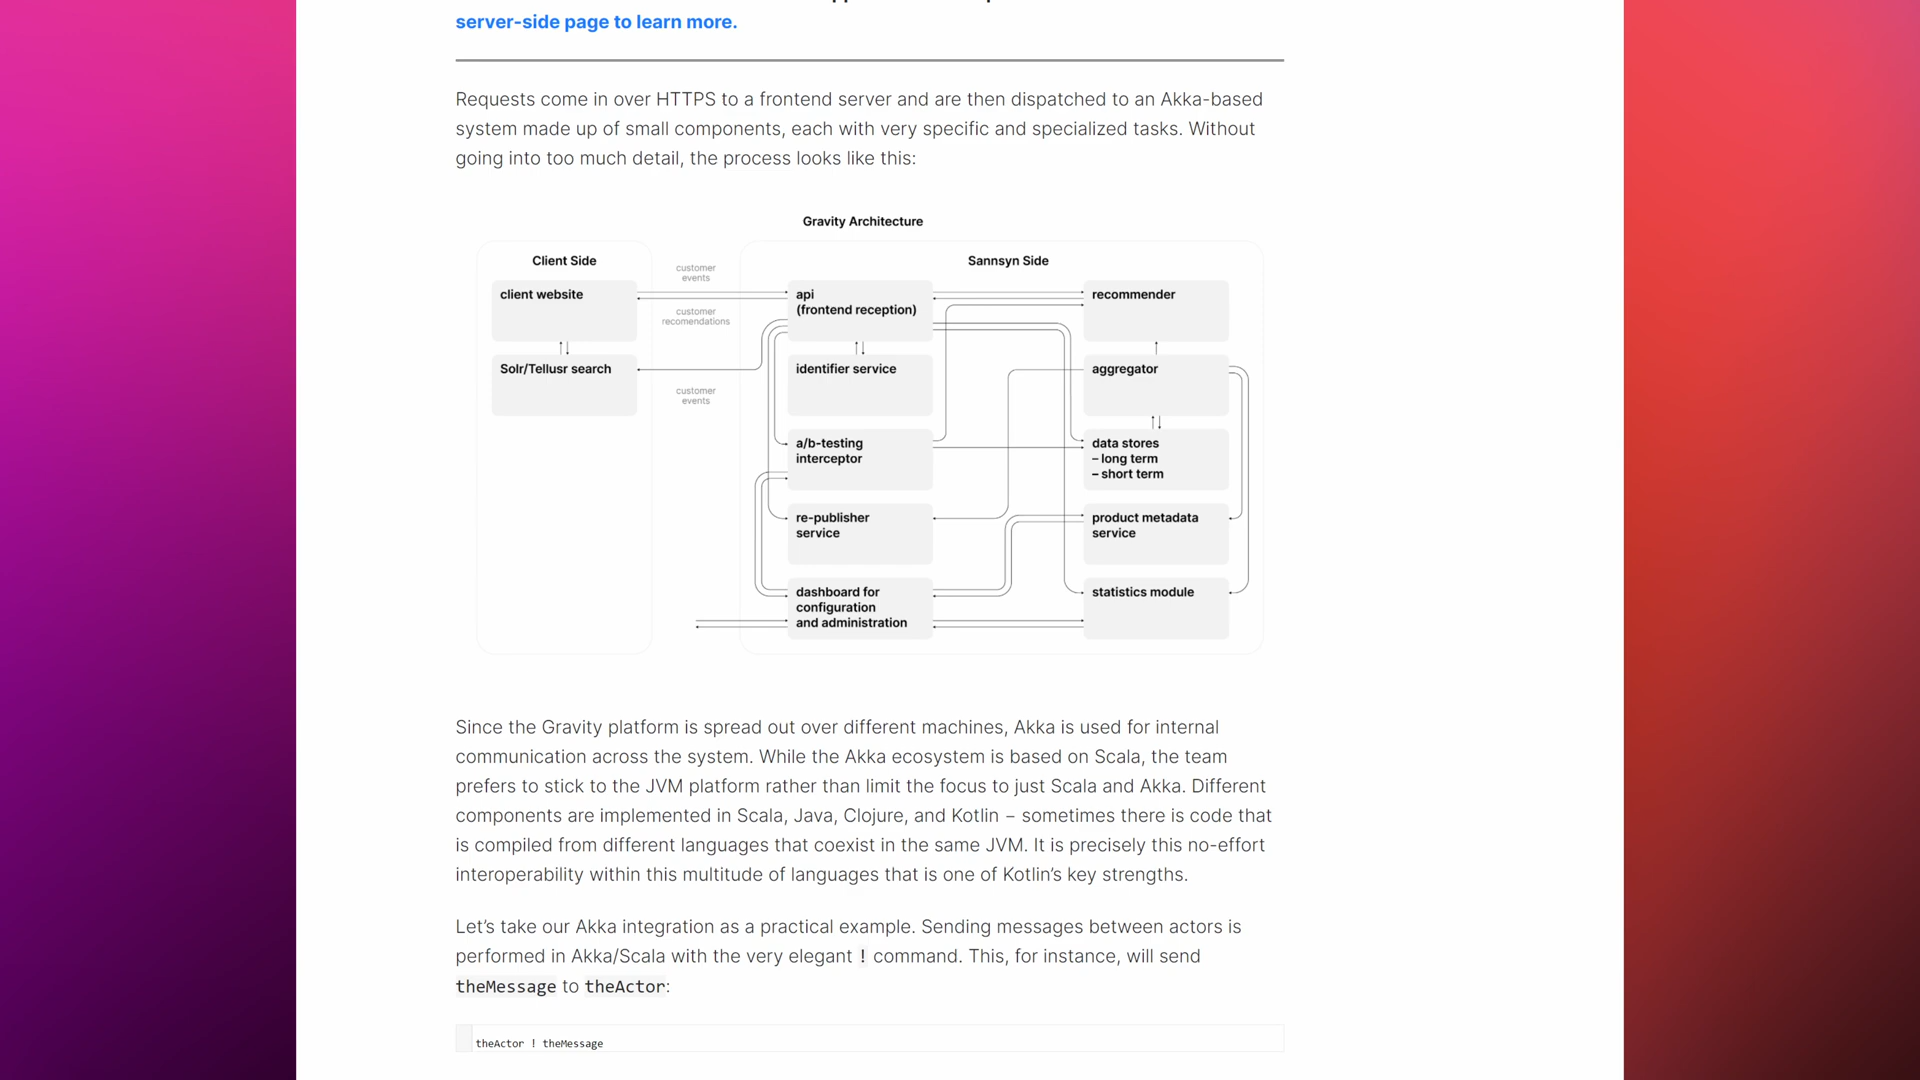 server-side page to learn more.
Requests come in over HTTPS to a frontend server and are then dispatched to an Akka-based
system made up of small components, each with very specific and specialized tasks. Without
going into too much detail, the process looks like this:
Gravity Architecture
Client Side
Sannsyn Side
client website
Solr/Tellusr search
customer
events
customer
recomendations
customer
events
api
(frontend reception)
identifier service
a/b-testing
interceptor
re-publisher
service
dashboard for
configuration
and administration
recommender
aggregator
data stores
– long term
– short term
product metadata
service
statistics module
Since the Gravity platform is spread out over different machines, Akka is used for internal
communication across the system. While the Akka ecosystem is based on Scala, the team
prefers to stick to the JVM platform rather than limit the focus to just Scala and Akka. Different
components are implemented in Scala, Java, Clojure, and Kotlin – sometimes there is code that
is compiled from different languages that coexist in the same JVM. It is precisely this no-effort
interoperability within this multitude of languages that is one of Kotlin’s key strengths.
Let’s take our Akka integration as a practical example. Sending messages between actors is
performed in Akka/Scala with the very elegant ! command. This, for instance, will send
theMessage to theActor:
theActor ! theMessage